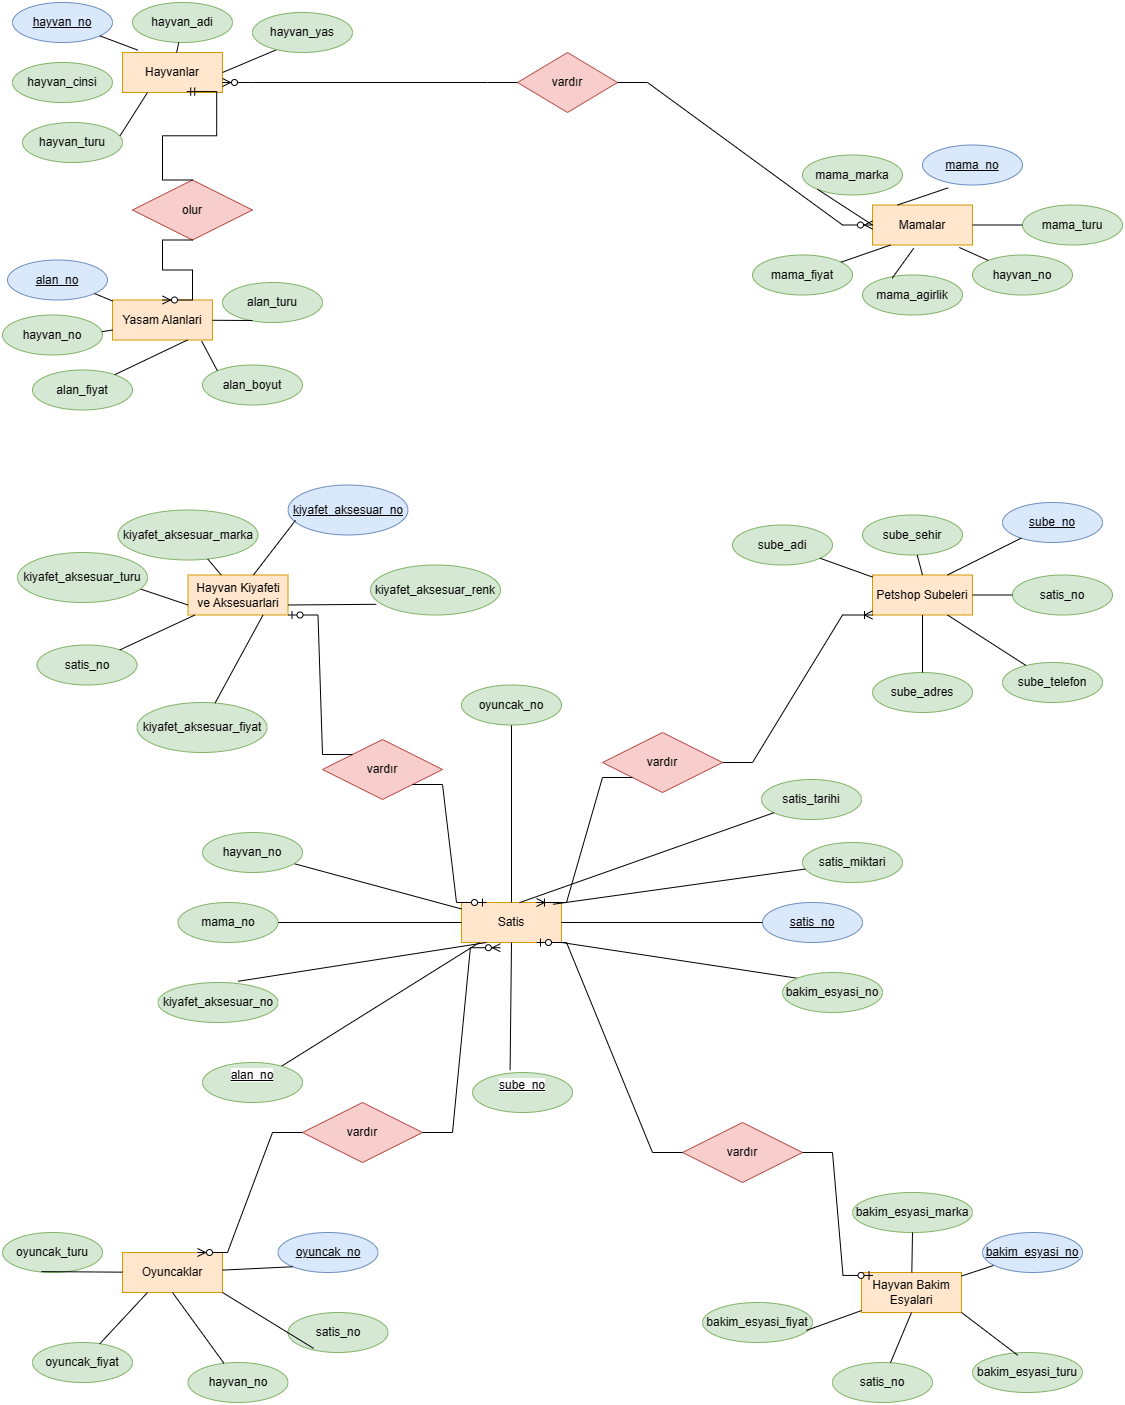 hayvan_no
hayvan_adi
hayvan_yas
Hayvanlar
hayvan_cinsi
vardır
hayvan_turu
mama_marka
mama_no
olur
Mamalar
mama_turu
mama_fiyat
hayvan_no
mama_agirlik
alan_no
alan_turu
Yasam Alanlari
hayvan_no
alan_fiyat
alan_boyut
kiyafet_aksesuar_no
kiyafet_aksesuar_marka
sube_adi
sube_sehir
sube_no
kiyafet_aksesuar_turu
Hayvan Kiyafeti
ve Aksesuarlari
kiyafet_aksesuar_renk
Petshop Subeleri
satis_no
satis_no
sube_adres
sube_telefon
kiyafet_aksesuar_fiyat
oyuncak_no
vardır
vardır
satis_tarihi
hayvan_no
satis_miktari
mama_no
Satis
satis_no
kiyafet_aksesuar_no
bakim_esyasi_no
alan_no
sube_no
vardır
vardır
bakim_esyasi_marka
oyuncak_turu
oyuncak_no
bakim_esyasi_no
Oyuncaklar
Hayvan Bakim
Esyalari
bakim_esyasi_fiyat
satis_no
oyuncak_fiyat
hayvan_no
satis_no
bakim_esyasi_turu